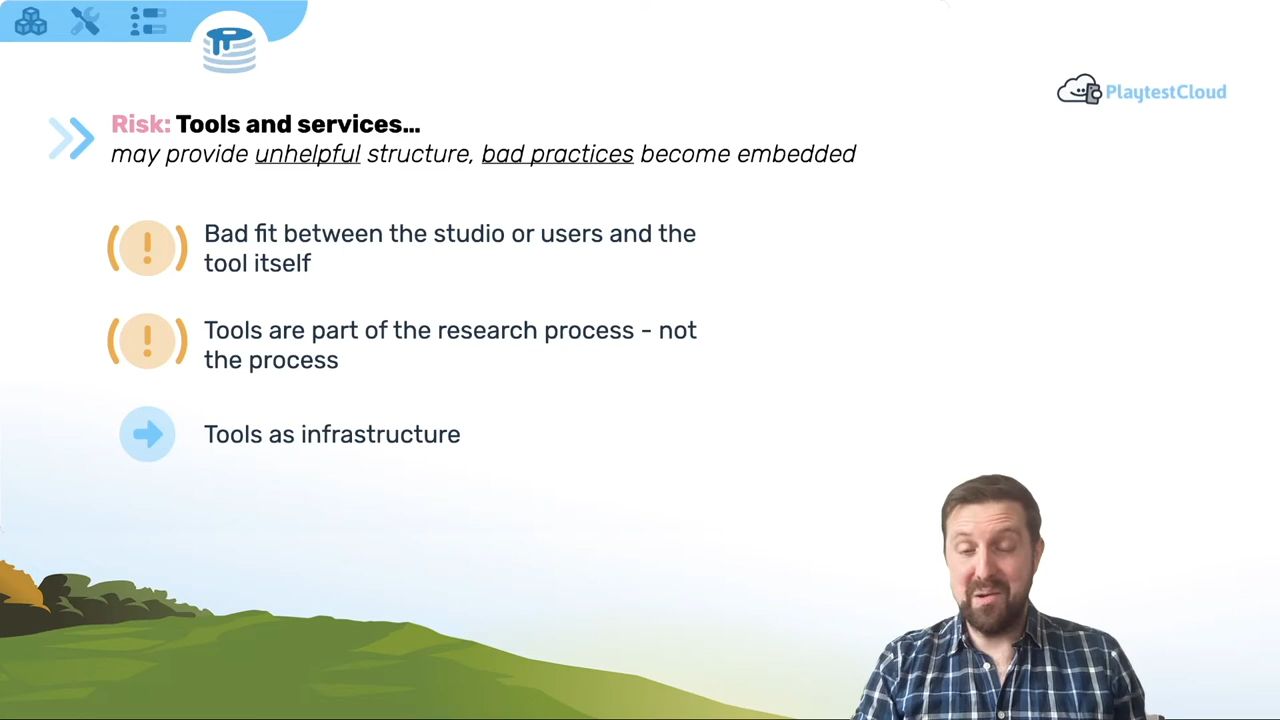 PlaytestCloud
Risk: Tools and services...
may provide unhelpful structure, bad practices become embedded
Bad fit between the studio or users and the
tool itself
Tools are part of the research process - not
the process
Tools as infrastructure